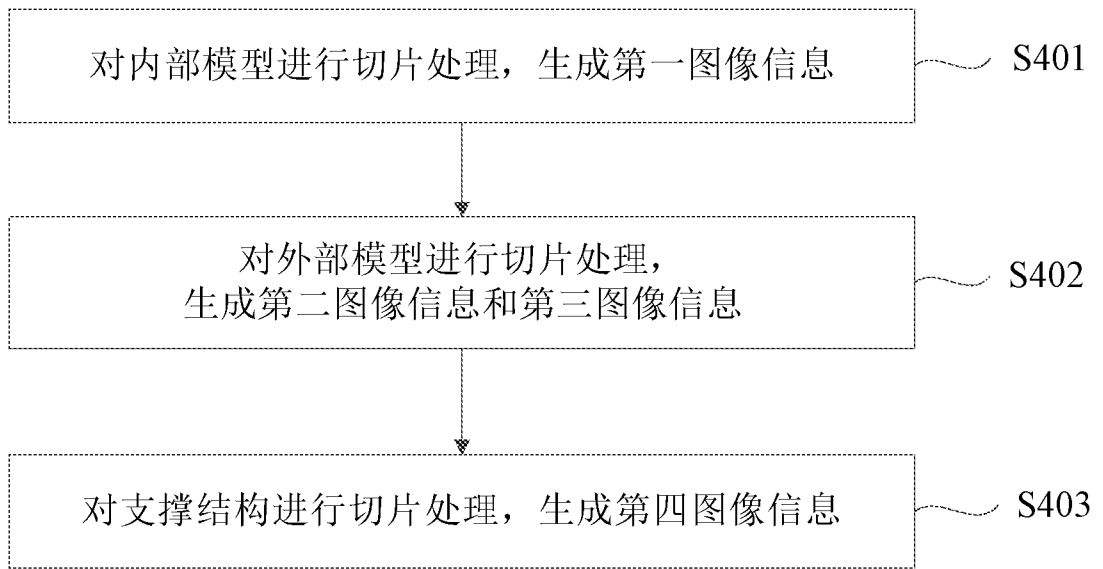 对内部模型进行切片处理，生成第一图像信息
S401
对外部模型进行切片处理，
生成第二图像信息和第三图像信息
S402
对支撑结构进行切片处理，生成第四图像信息
S403